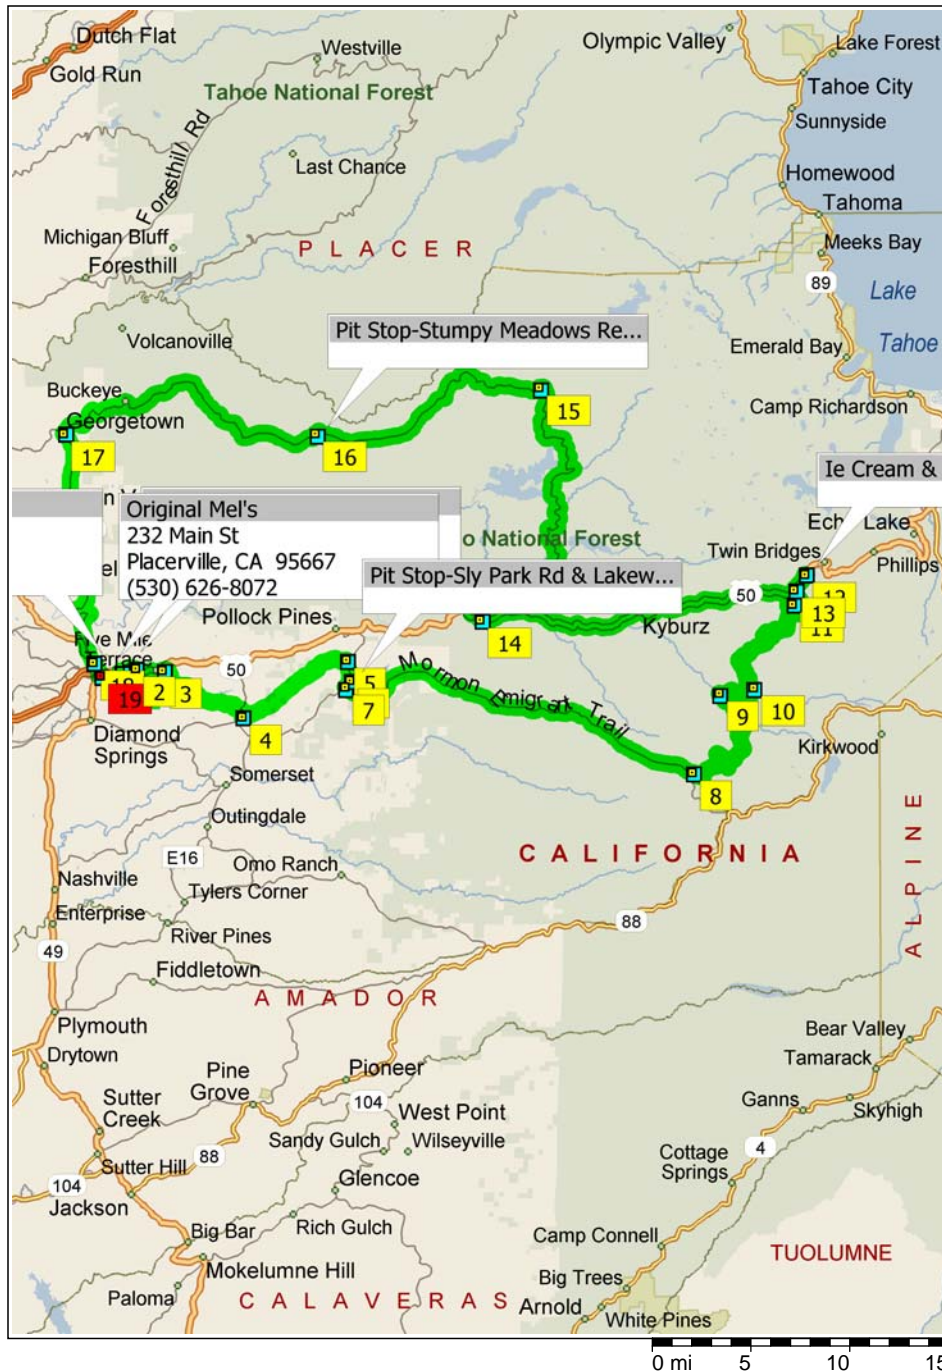 Dutch Flat
Gold Run
Westville
Olympic Valley
Lake Forest
Tahoe National Forest
Tahoe City
Sunnyside
Foresthill Rd
Last Chance
Homewood
Tahoma
Michigan Bluff
PLACER
Meeks Bay
Foresthill
89
Lake
Tahoe
Volcanoville
Pit Stop-Stumpy Meadows Re...
Emerald Bay
Buckeye
Camp Richardson
Georgetown
15
17
16
Ie Cream &
Original Mel's
232 Main St
Placerville, CA 95667
(530) 626-8072
o National Forest
Echo Lake
Twin Bridges
Phillips
Pit Stop-Sly Park Rd & Lakew...
50
12
13
11
Pollock Pines
14
Kyburz
Five Mile
Terrace
50
Mormon Emigrant Trail
18
19
2
3
5
7
9
10
4
Diamond
Springs
Kirkwood
Somerset
8
Outingdale
CALIFORNIA
ALPINE
E16
Omo Ranch
Nashville
Tylers Corner
Enterprise
River Pines
88
49
Fiddletown
AMADOR
Plymouth
Bear Valley
Drytown
Tamarack
Pine
Grove
Pioneer
Sutter
Creek
104
West Point
Ganns
Skyhigh
Sandy Gulch
Wilseyville
4
Sutter Hill
88
Cottage
Springs
104
Glencoe
Jackson
Rich Gulch
Big Bar
Camp Connell
Mokelumne Hill
TUOLUMNE
Paloma
Big Trees
CALAVERAS
Arnold
White Pines
0 mi 5 10 15